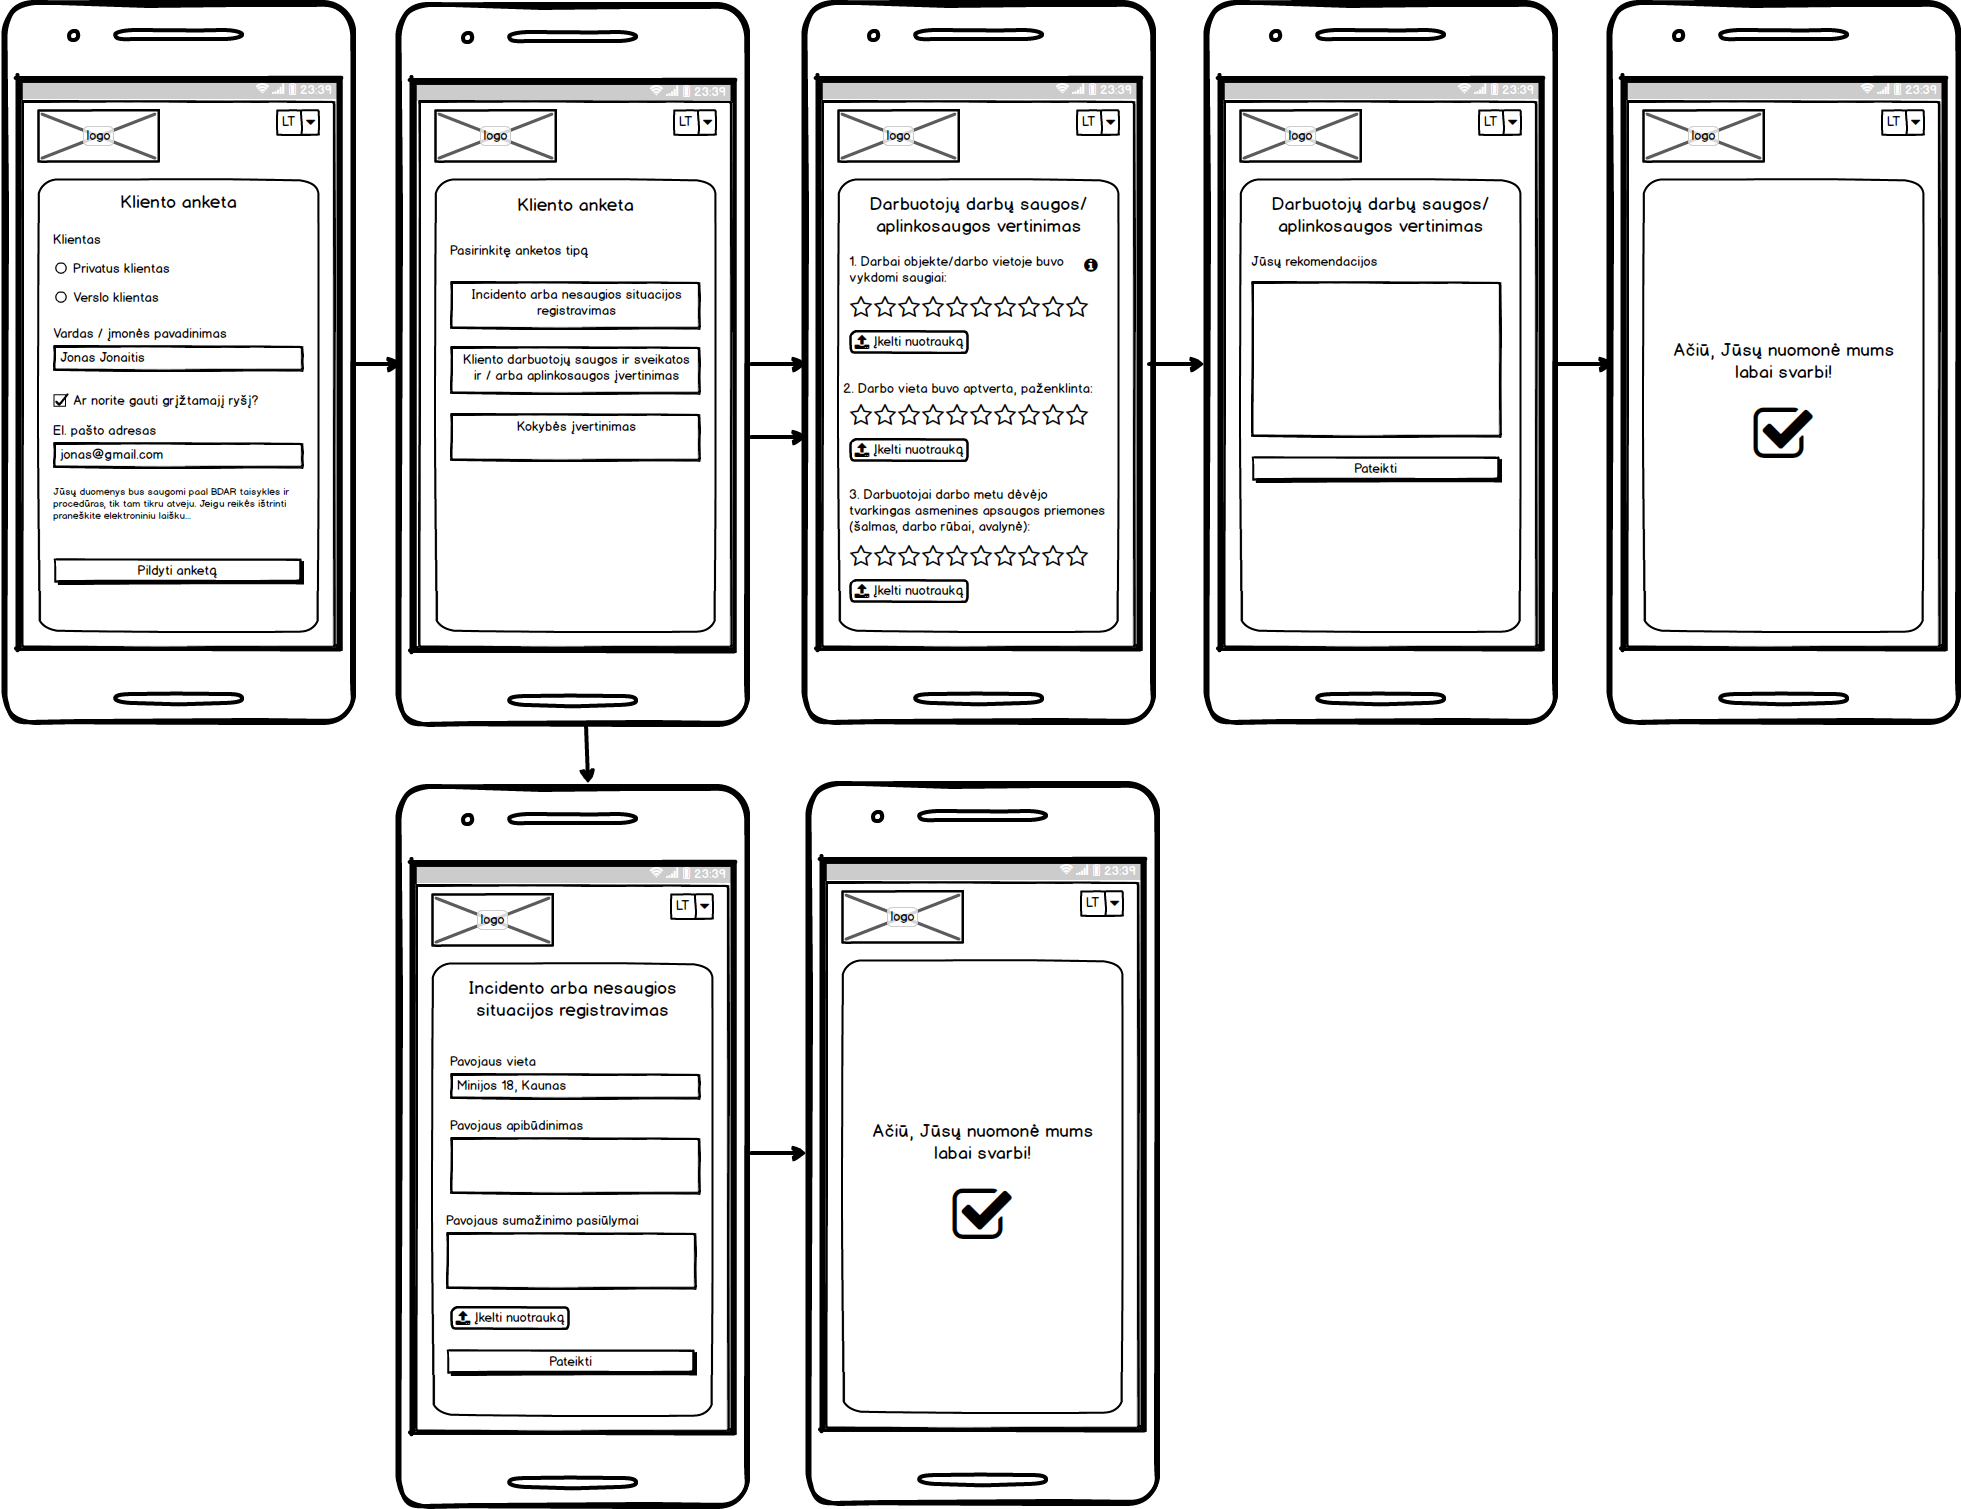 23:39
logo
LT
Kliento anketa
Klientas
Privatus klientas
Verslo klientas
Vardas / įmonės pavadinimas
Jonas Jonaitis
Ar norite gauti grįžtamąjį ryšį?
El. pašto adresas
jonas@gmail.com
Jūsų duomenys bus saugomi paal BDAR taisykles ir
procedūras, tik tam tikru atveju. Jeigu reikės ištrinti
praneškite elektroniniu laišku...
Pildyti anketą
23:39
logo
LT
Kliento anketa
Pasirinkitę anketos tipą
Incidento arba nesaugios situacijos
registravimas
Kliento darbuotojų saugos ir sveikatos
ir / arba aplinkosaugos įvertinimas
Kokybės įvertinimas
23:39
logo
LT
Darbuotojų darbų saugos/
aplinkosaugos vertinimas
1. Darbai objekte/darbo vietoje buvo
vykdomi saugiai:
Įkelti nuotrauką
2. Darbo vieta buvo aptverta, paženklinta:
Įkelti nuotrauką
3. Darbuotojai darbo metu dėvėjo
tvarkingas asmenines apsaugos priemones
(šalmas, darbo rūbai, avalynė):
Įkelti nuotrauką
23:39
logo
LT
Darbuotojų darbų saugos/
aplinkosaugos vertinimas
Jūsų rekomendacijos
Pateikti
23:39
logo
LT
Ačiū, Jūsų nuomonė mums
labai svarbi!
23:39
logo
LT
Incidento arba nesaugios
situacijos registravimas
Pavojaus vieta
Minijos 18, Kaunas
Pavojaus apibūdinimas
Pavojaus sumažinimo pasiūlymai
Įkelti nuotrauką
Pateikti
23:39
logo
LT
Ačiū, Jūsų nuomonė mums
labai svarbi!